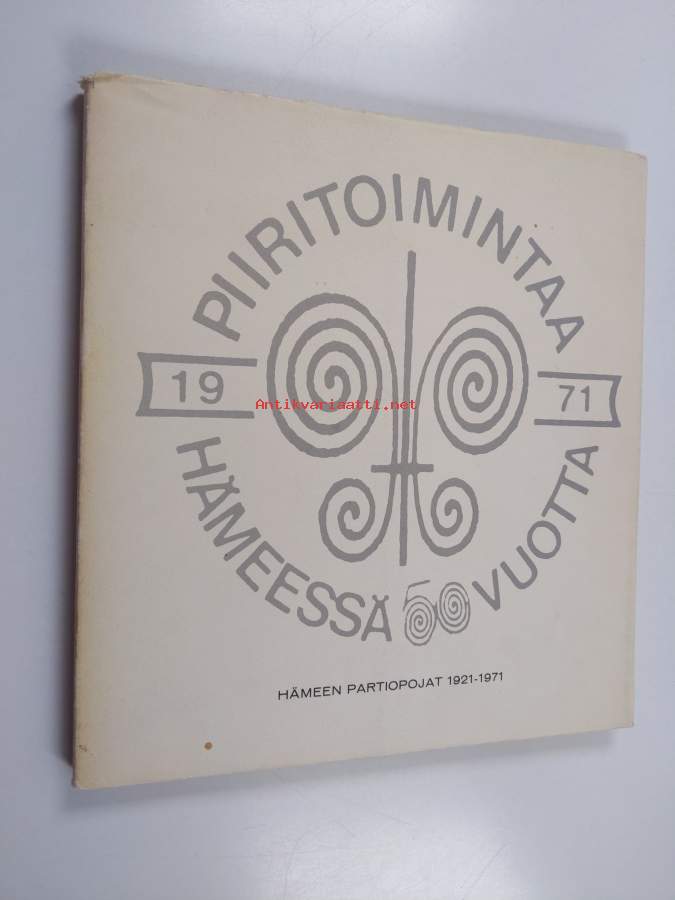 PIIRITOIMINTAA
19 71
Antikvariaatti.net
HÄMEESSÄ 50 VUOTTA
HÄMEEN PARTIOPOJAT 1921-1971